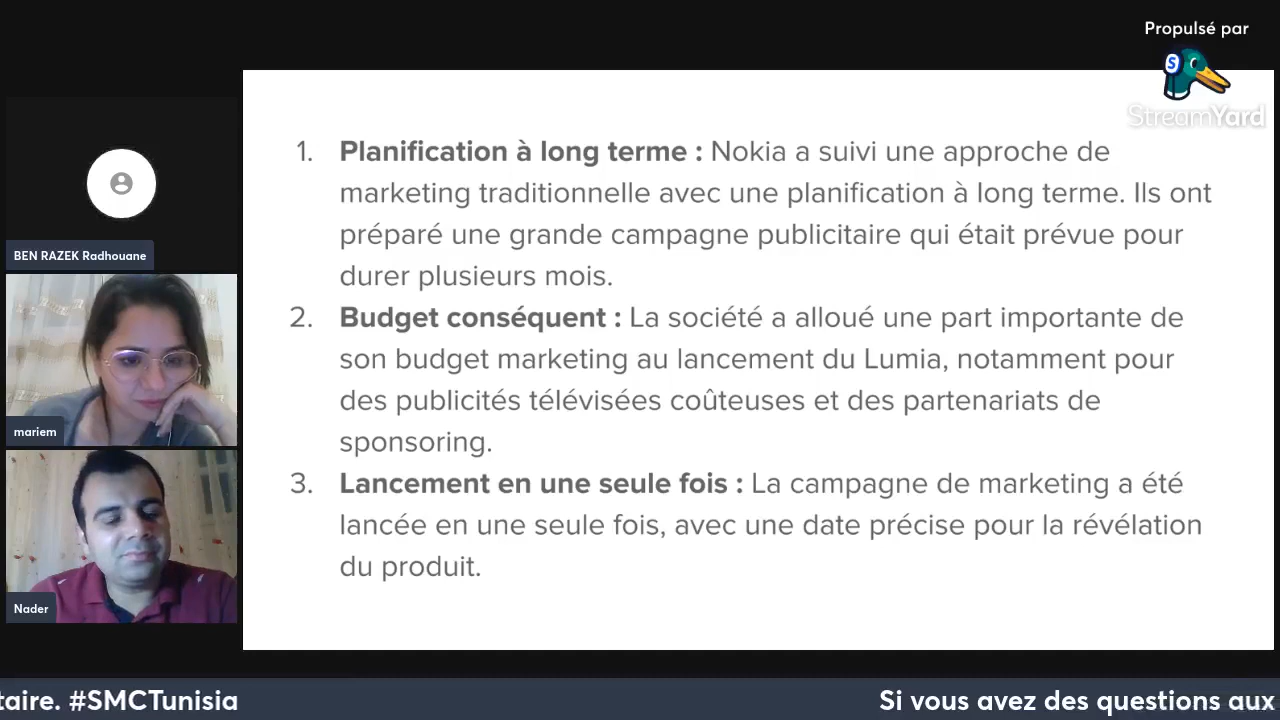 Propulsé par
StreamYard
BEN RAZEK Radhouane
mariem
Nader
1. Planification à long terme : Nokia a suivi une approche de
marketing traditionnelle avec une planification à long terme. Ils ont
préparé une grande campagne publicitaire qui était prévue pour
durer plusieurs mois.
2. Budget conséquent : La société a alloué une part importante de
son budget marketing au lancement du Lumia, notamment pour
des publicités télévisées coûteuses et des partenariats de
sponsoring.
3. Lancement en une seule fois : La campagne de marketing a été
lancée en une seule fois, avec une date précise pour la révélation
du produit.
taire. #SMCTunisia
Si vous avez des questions aux